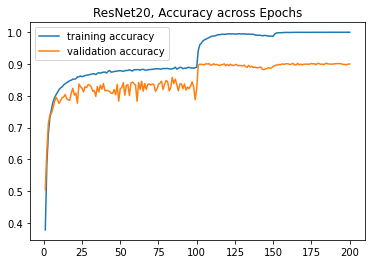 ResNet20, Accuracy across Epochs
training accuracy
validation accuracy
1.0
0.9
0.8
0.7
0.6
0.5
0.4
0 25 50 75 100 125 150 175 200